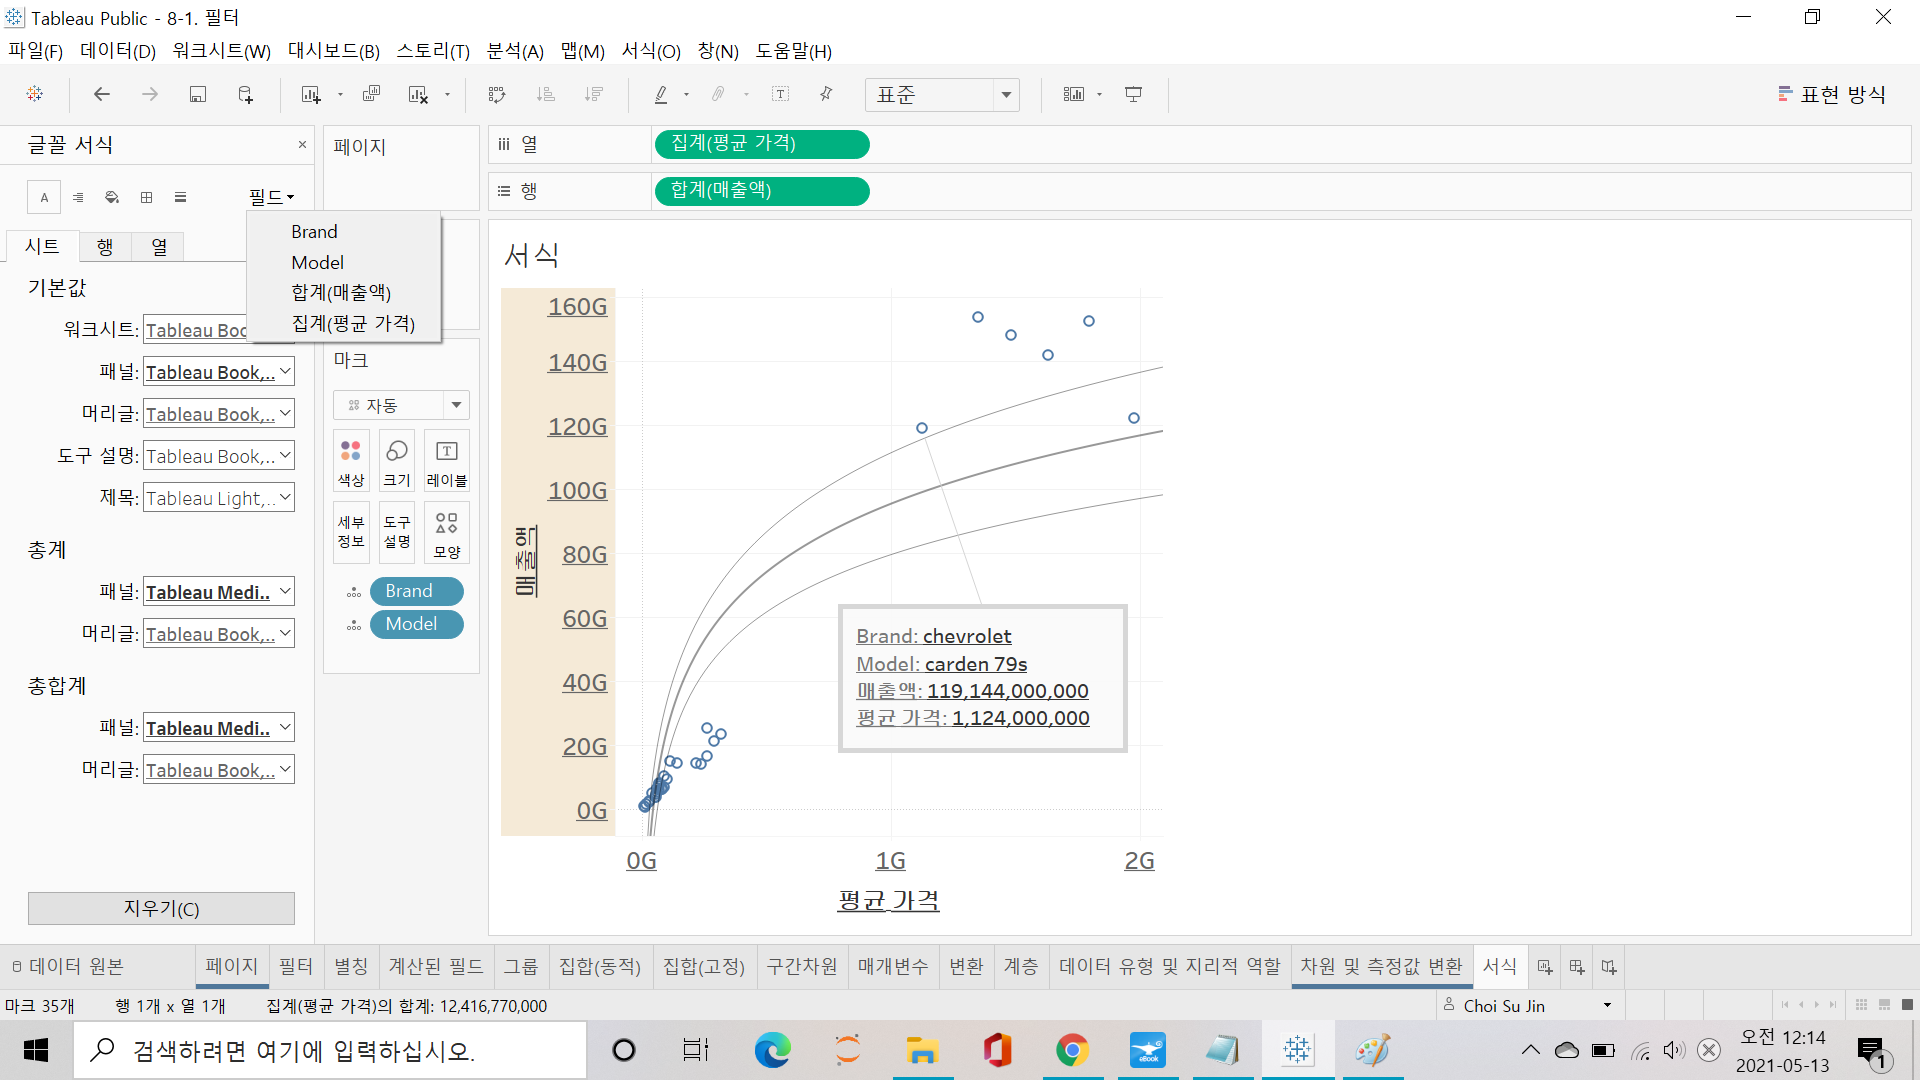 Tableau Public - 8-1. 필터
파일(F) 데이터(D) 워크시트(W) 대시보드(B) 스토리(T) 분석(A) 맵(M) 서식(O) 창(N) 도움말(H)
표준
표현 방식
글꼴 서식
필드
시트 행 열
Brand
Model
합계(매출액)
집계(평균 가격)
기본값
워크시트: Tableau Boo
패널: Tableau Book,..
머리글: Tableau Book,..
도구 설명: Tableau Book,..
제목: Tableau Light,..
총계
패널: Tableau Medi..
머리글: Tableau Book,..
총합계
패널: Tableau Medi..
머리글: Tableau Book,..
지우기(C)
페이지
마크
자동
색상 크기 레이블
세부 정보 도구 설명 모양
Brand
Model
열 집계(평균 가격)
행 합계(매출액)
서식
160G
140G
120G
100G
80G
60G
40G
20G
0G
매출액
0G 1G 2G
평균 가격
Brand: chevrolet
Model: carden 79s
매출액: 119,144,000,000
평균 가격: 1,124,000,000
데이터 원본 페이지 필터 별칭 계산된 필드 그룹 집합(동적) 집합(고정) 구간차원 매개변수 변환 계층 데이터 유형 및 지리적 역할 차원 및 측정값 변환 서식
마크 35개 행 1개 x 열 1개 집계(평균 가격)의 합계: 12,416,770,000
Choi Su Jin
검색하려면 여기에 입력하십시오.
eBook
오전 12:14
2021-05-13
1